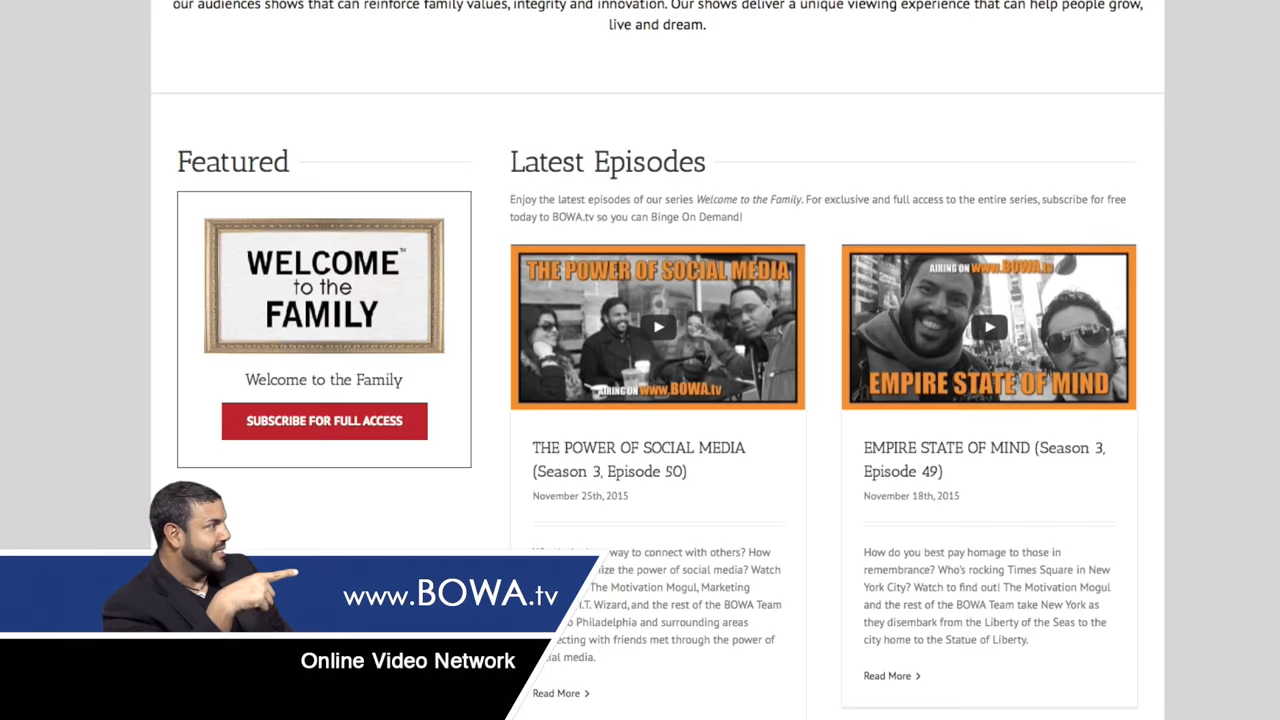 our audiences shows that can reinforce family values, integrity and innovation. Our shows deliver a unique viewing experience that can help people grow,
live and dream.
Featured
WELCOME™
to the
FAMILY
Welcome to the Family
SUBSCRIBE FOR FULL ACCESS
Latest Episodes
Enjoy the latest episodes of our series Welcome to the Family. For exclusive and full access to the entire series, subscribe for free
today to BOWA.tv so you can Binge On Demand!
THE POWER OF SOCIAL MEDIA
AIRING ON www.BOWA.tv
THE POWER OF SOCIAL MEDIA
(Season 3, Episode 50)
November 25th, 2015
way to connect with others? How
the power of social media? Watch
The Motivation Mogul, Marketing
I.T. Wizard, and the rest of the BOWA Team
Philadelphia and surrounding areas
with friends met through the power of
media.
Read More >
AIRING ON www.BOWA.tv
EMPIRE STATE OF MIND
EMPIRE STATE OF MIND (Season 3,
Episode 49)
November 18th, 2015
How do you best pay homage to those in
remembrance? Who's rocking Times Square in New
York City? Watch to find out! The Motivation Mogul
and the rest of the BOWA Team take New York as
they disembark from the Liberty of the Seas to the
city home to the Statue of Liberty.
Read More >
www.BOWA.tv
Online Video Network